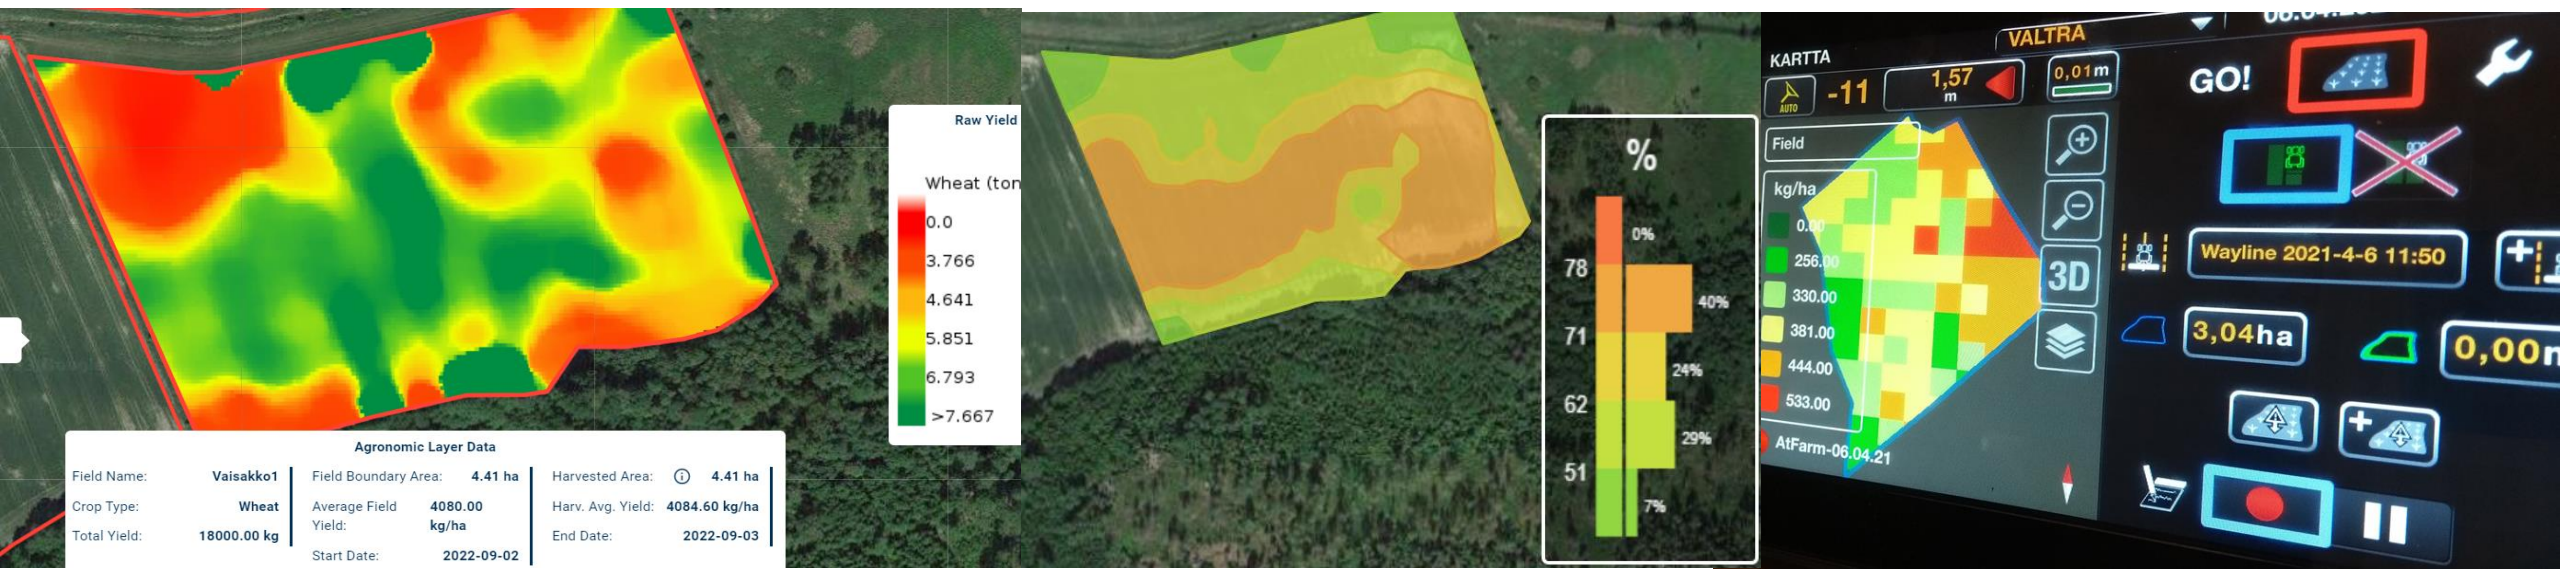 Raw Yield
Wheat (ton
0.0
3.766
4.641
5.851
6.793
>7.667
Agronomic Layer Data
Field Name: Vaisakko1
Crop Type: Wheat
Total Yield: 18000.00 kg
Field Boundary Area: 4.41 ha
Average Field Yield: 4080.00 kg/ha
Start Date: 2022-09-02
Harvested Area: 4.41 ha
Harv. Avg. Yield: 4084.60 kg/ha
End Date: 2022-09-03
%
0%
78
40%
71
24%
62
29%
51
7%
VALTRA
KARTTA
AUTO
-11
1,57 m
0,01m
GO!
Field
kg/ha
0.00
256.00
330.00
381.00
444.00
533.00
AtFarm-06.04.21
3D
Wayline 2021-4-6 11:50
3,04ha
0,00